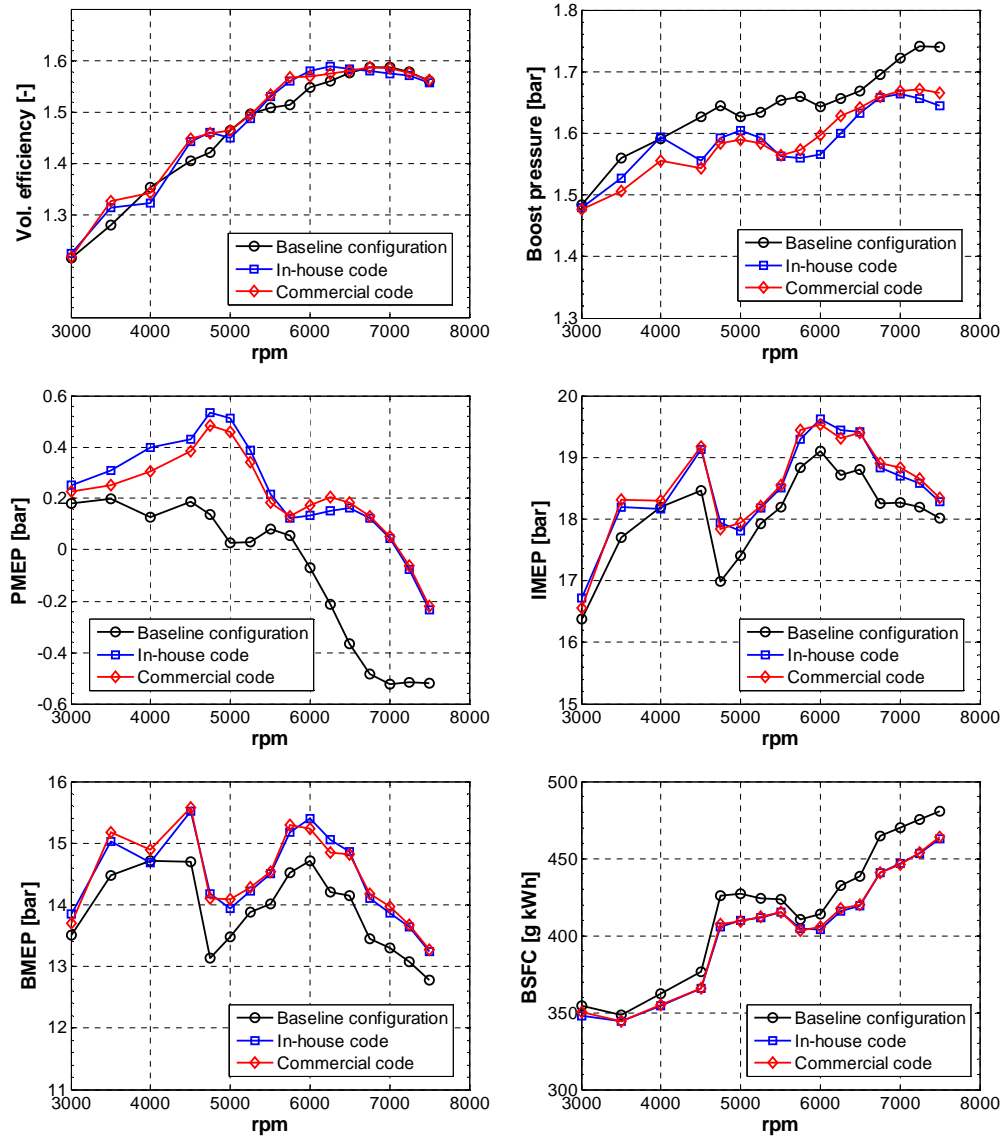 Vol. efficiency [-]
1.6
1.5
1.4
1.3
Baseline configuration
In-house code
Commercial code
3000 4000 5000 6000 7000 8000
rpm
Boost pressure [bar]
1.8
1.7
1.6
1.5
1.4
1.3
Baseline configuration
In-house code
Commercial code
3000 4000 5000 6000 7000 8000
rpm
PMEP [bar]
0.6
0.4
0.2
0
-0.2
-0.4
-0.6
Baseline configuration
In-house code
Commercial code
3000 4000 5000 6000 7000 8000
rpm
IMEP [bar]
20
19
18
17
16
15
Baseline configuration
In-house code
Commercial code
3000 4000 5000 6000 7000 8000
rpm
BMEP [bar]
16
15
14
13
12
11
Baseline configuration
In-house code
Commercial code
3000 4000 5000 6000 7000 8000
rpm
BSFC [g kWh]
500
450
400
350
300
Baseline configuration
In-house code
Commercial code
3000 4000 5000 6000 7000 8000
rpm